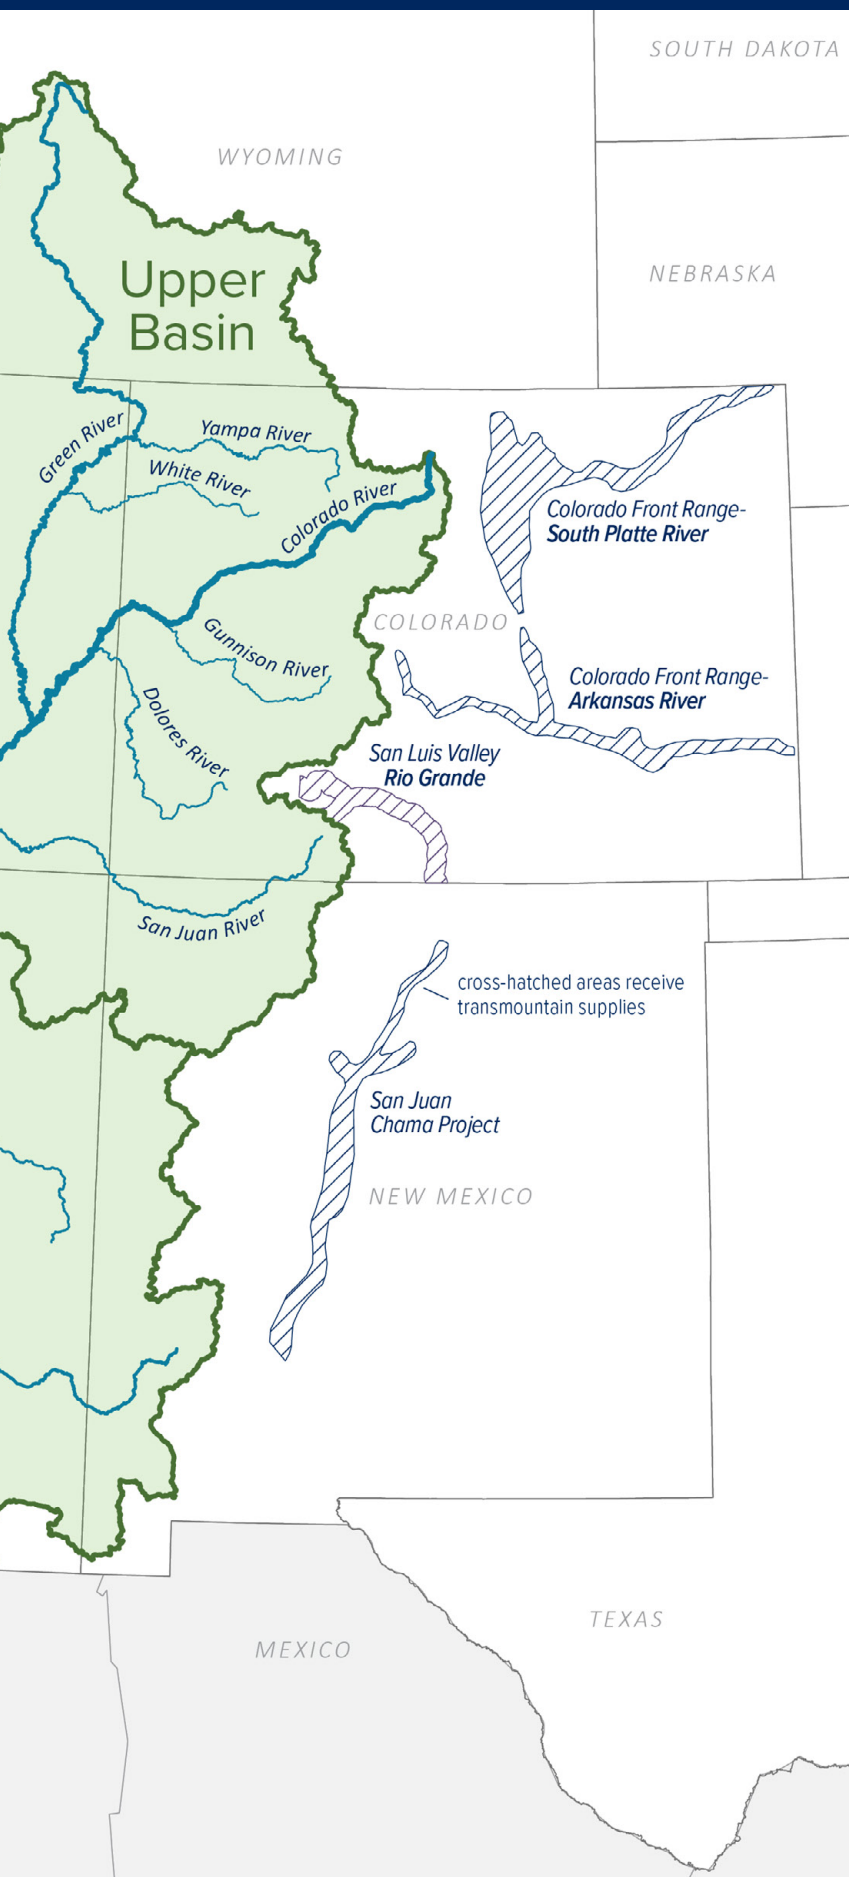 SOUTH DAKOTA
WYOMING
NEBRASKA
Upper
Basin
Green River
Yampa River
White River
Colorado River
Colorado Front Range-
South Platte River
COLORADO
Gunnison River
Colorado Front Range-
Arkansas River
Dolores River
San Luis Valley
Rio Grande
San Juan River
cross-hatched areas receive
transmountain supplies
San Juan
Chama Project
NEW MEXICO
TEXAS
MEXICO